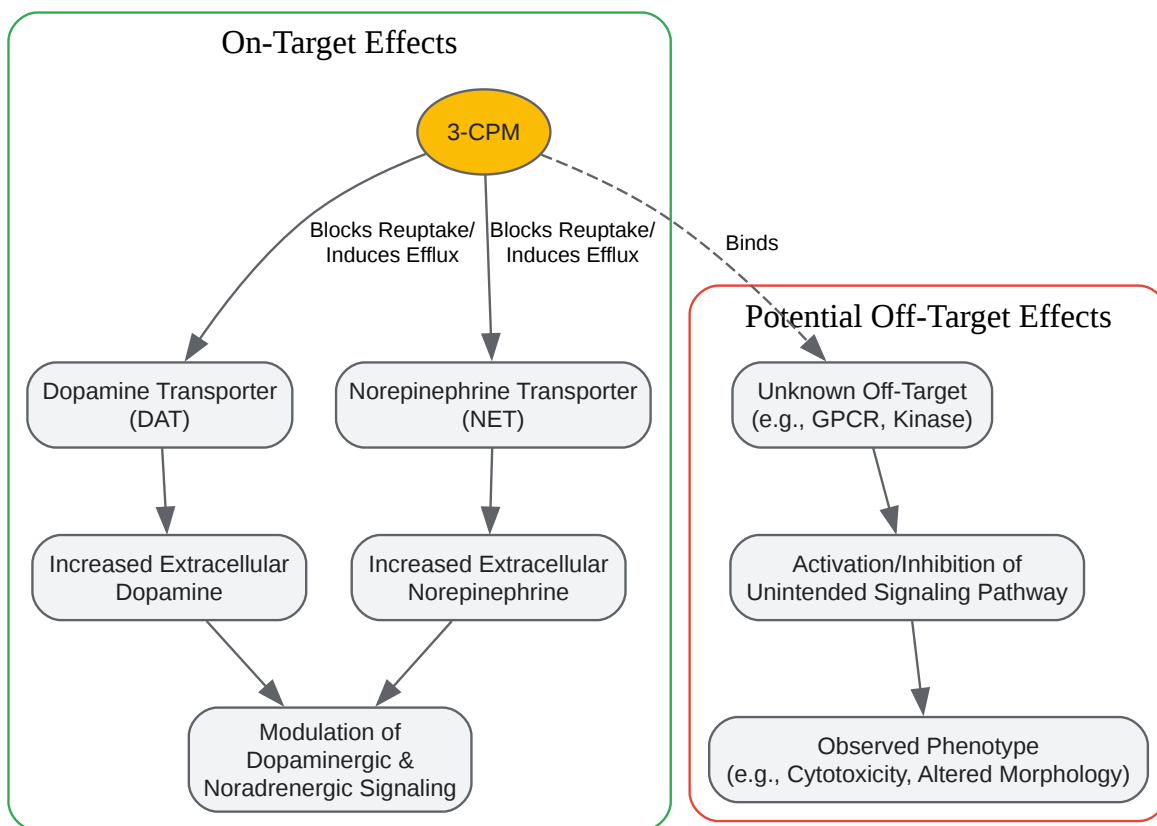 On-Target Effects
3-CPM
Blocks Reuptake/
Induces Efflux
Blocks Reuptake/
Induces Efflux
Binds
Potential Off-Target Effects
Dopamine Transporter
(DAT)
Norepinephrine Transporter
(NET)
Unknown Off-Target
(e.g., GPCR, Kinase)
Increased Extracellular
Dopamine
Increased Extracellular
Norepinephrine
Activation/Inhibition of
Unintended Signaling Pathway
Modulation of
Dopaminergic &
Noradrenergic Signaling
Observed Phenotype
(e.g., Cytotoxicity, Altered Morphology)